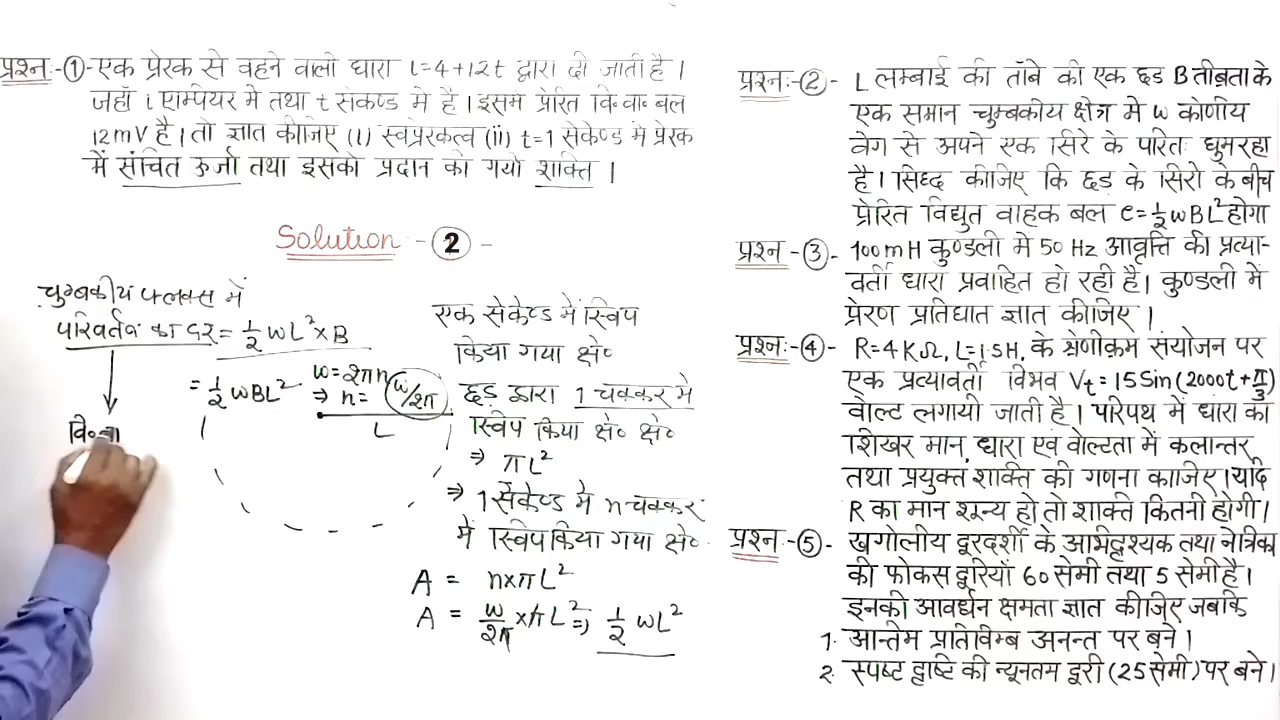 प्रश्न:-①- एक प्रेरक से बहने वाली धारा i=4+12t द्वारा दी जाती है।
जहाँ i एम्पियर मे तथा t सेकण्ड मे है। इसमे प्रेरित वि॰ वा॰ बल
12mV है। तो ज्ञात कीजिए (i) स्वप्रेरकत्व (ii) t=1 सेकेण्ड मे प्रेरक
में संचित ऊर्जा तथा इसको प्रदान की गयी शक्ति।
Solution - ② -
चुम्बकीय फ्लक्स में
परिवर्तन का दर = 1/2 ωL² × B
= 1/2 ωBL²
वि॰ वा
ω=2πn
⇒ n= ω/2π
L
एक सेकेण्ड में स्विप
किया गया क्षे॰
छड़ द्वारा 1 चक्कर मे
स्विप किया क्षे॰ क्षे॰
⇒ πL²
⇒ 1 सेकेण्ड मे n चक्कर
में स्विप किया गया क्षे॰
A = n×πL²
A = ω/2π ×πL² ⇒ 1/2 ωL²
प्रश्न:-②- L लम्बाई की ताँबे की एक छड B तीव्रता के
एक समान चुम्बकीय क्षेत्र मे ω कोणीय
वेग से अपने एक सिरे के परितः घुम रहा
है। सिध्द कीजिए कि छड के सिरो के बीच
प्रेरित विद्युत वाहक बल e=1/2 ωBL² होगा
प्रश्न-③- 100mH कुण्डली मे 50 Hz आवृत्ति की प्रत्या-
वर्ती धारा प्रवाहित हो रही है। कुण्डली में
प्रेरण प्रतिघात ज्ञात कीजिए।
प्रश्न:-④- R=4KΩ, L=1.5H, के श्रेणीक्रम संयोजन पर
एक प्रत्यावर्ती विभव Vt=15Sin(2000t+π/3)
वोल्ट लगायी जाती है। परिपथ में धारा का
शिखर मान, धारा एवं वोल्टता में कलान्तर
तथा प्रयुक्त शक्ति की गणना कीजिए। यदि
R का मान शून्य हो तो शक्ति कितनी होगी।
प्रश्न:-⑤- खगोलीय दूरदर्शी के अभिदृश्यक तथा नेत्रिका
की फोकस दूरियाँ 60 सेमी तथा 5 सेमी है।
इनकी आवर्धन क्षमता ज्ञात कीजिए जबकि
1. अन्तिम प्रतिविम्ब अनन्त पर बने।
2. स्पष्ट दृष्टि की न्यूनतम दूरी (25 सेमी) पर बने।